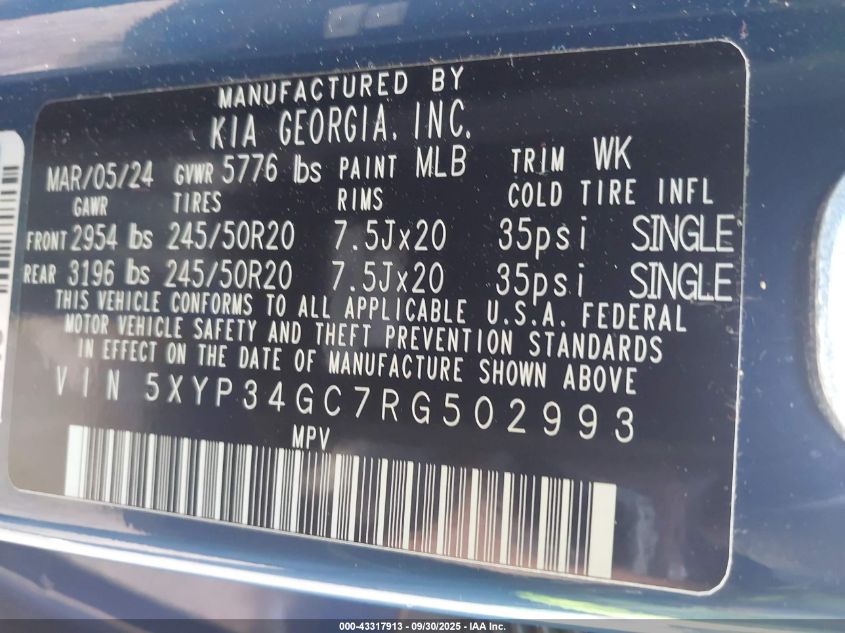 MANUFACTURED BY
KIA GEORGIA, INC.
MAR/05/24 GVWR 5776 lbs PAINT MLB TRIM WK
GAWR TIRES RIMS COLD TIRE INFL
FRONT 2954 lbs 245/50R20 7.5Jx20 35psi SINGLE
REAR 3196 lbs 245/50R20 7.5Jx20 35psi SINGLE
THIS VEHICLE CONFORMS TO ALL APPLICABLE U.S.A. FEDERAL
MOTOR VEHICLE SAFETY AND THEFT PREVENTION STANDARDS
IN EFFECT ON THE DATE OF MANUFACTURE SHOWN ABOVE
VIN 5XYP34GC7RG502993
MPV
000-43317913 - 09/30/2025 - IAA Inc.